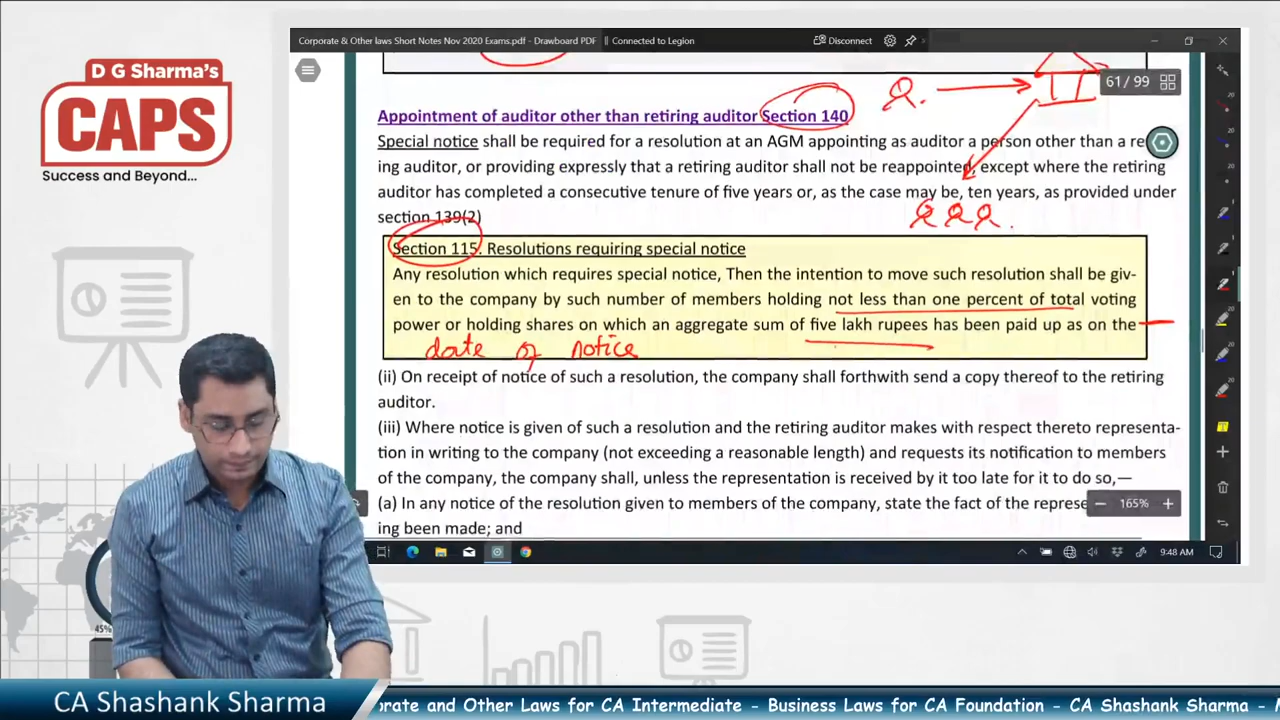 D G Sharma's
CAPS
Success and Beyond...
Corporate & Other laws Short Notes Nov 2020 Exams.pdf - Drawboard PDF
Connected to Legion
Disconnect
61 / 99
Appointment of auditor other than retiring auditor Section 140
Special notice shall be required for a resolution at an AGM appointing as auditor a person other than a re
ing auditor, or providing expressly that a retiring auditor shall not be reappointed, except where the retiring
auditor has completed a consecutive tenure of five years or, as the case may be, ten years, as provided under
section 139(2)
Section 115. Resolutions requiring special notice
Any resolution which requires special notice, Then the intention to move such resolution shall be giv-
en to the company by such number of members holding not less than one percent of total voting
power or holding shares on which an aggregate sum of five lakh rupees has been paid up as on the
date of notice
(ii) On receipt of notice of such a resolution, the company shall forthwith send a copy thereof to the retiring
auditor.
(iii) Where notice is given of such a resolution and the retiring auditor makes with respect thereto representa-
tion in writing to the company (not exceeding a reasonable length) and requests its notification to members
of the company, the company shall, unless the representation is received by it too late for it to do so,—
(a) In any notice of the resolution given to members of the company, state the fact of the represe
165%
ing been made; and
9:48 AM
45%
CA Shashank Sharma
orate and Other Laws for CA Intermediate - Business Laws for CA Foundation - CA Shashank Sharma -